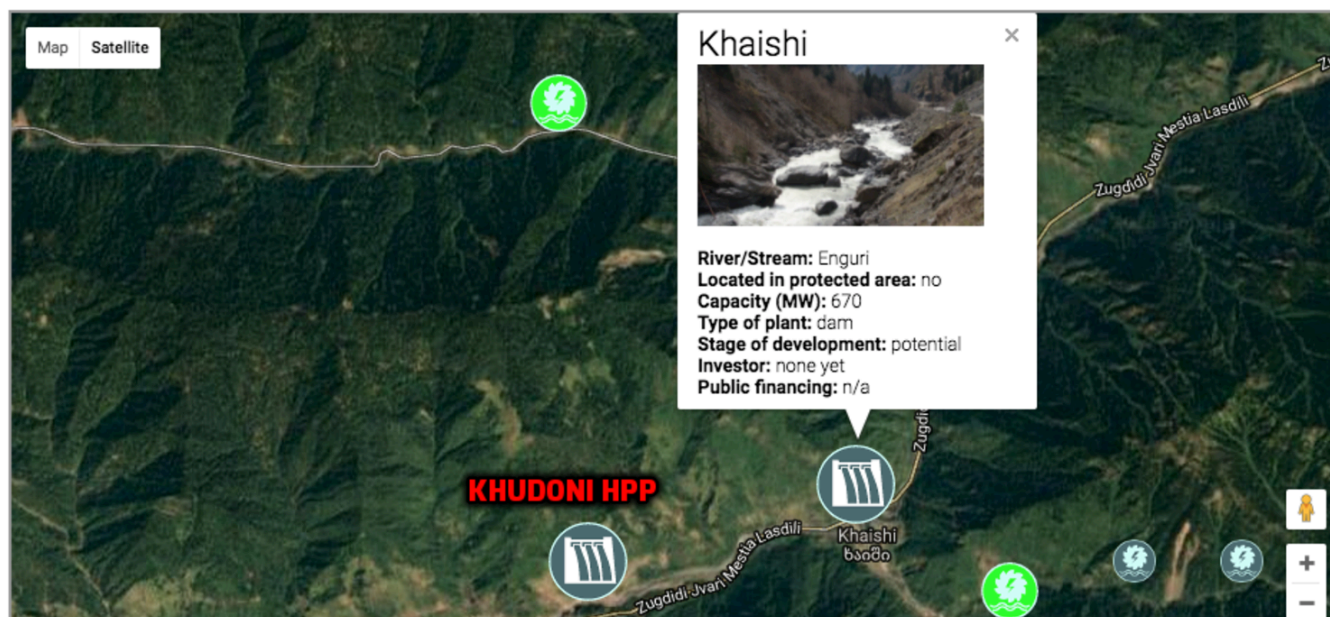 Map
Satellite
Khaishi
×
River/Stream: Enguri
Located in protected area: no
Capacity (MW): 670
Type of plant: dam
Stage of development: potential
Investor: none yet
Public financing: n/a
Zugdidi Jvari Mestia Lasdili
KHUDONI HPP
Zugdidi Jvari Mestia Lasdili
Khaishi
ხაიში
+
−